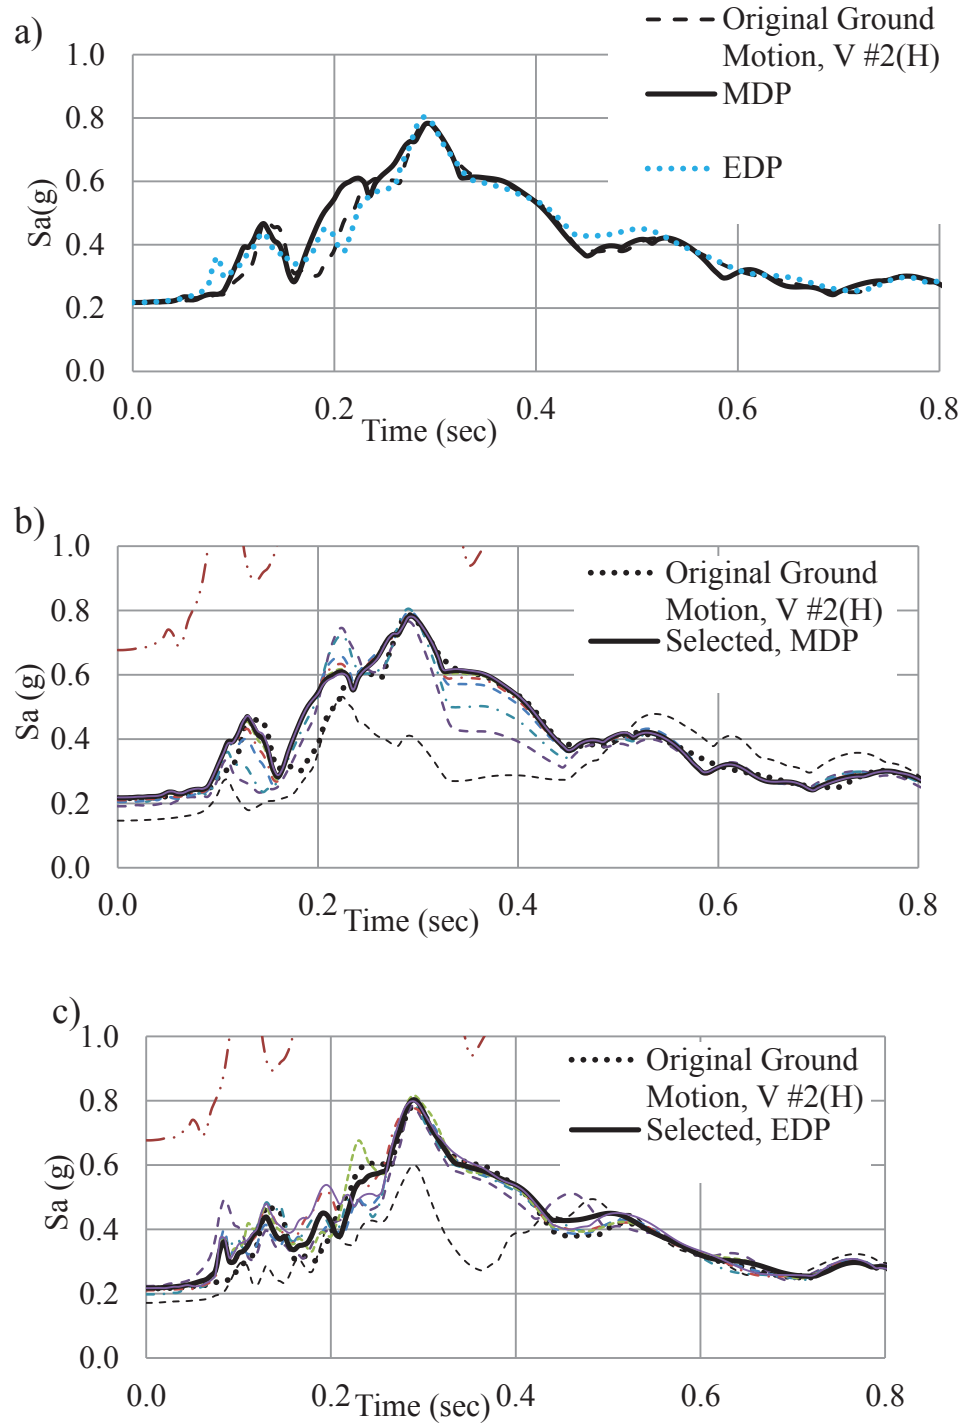 a)
Original Ground
Motion, V #2(H)
MDP
EDP
1.0
0.8
0.6
0.4
0.2
0.0
Sa(g)
0.0 0.2 0.4 0.6 0.8
Time (sec)
b)
Original Ground
Motion, V #2(H)
Selected, MDP
1.0
0.8
0.6
0.4
0.2
0.0
Sa (g)
0.0 0.2 0.4 0.6 0.8
Time (sec)
c)
Original Ground
Motion, V #2(H)
Selected, EDP
1.0
0.8
0.6
0.4
0.2
0.0
Sa (g)
0.0 0.2 0.4 0.6 0.8
Time (sec)